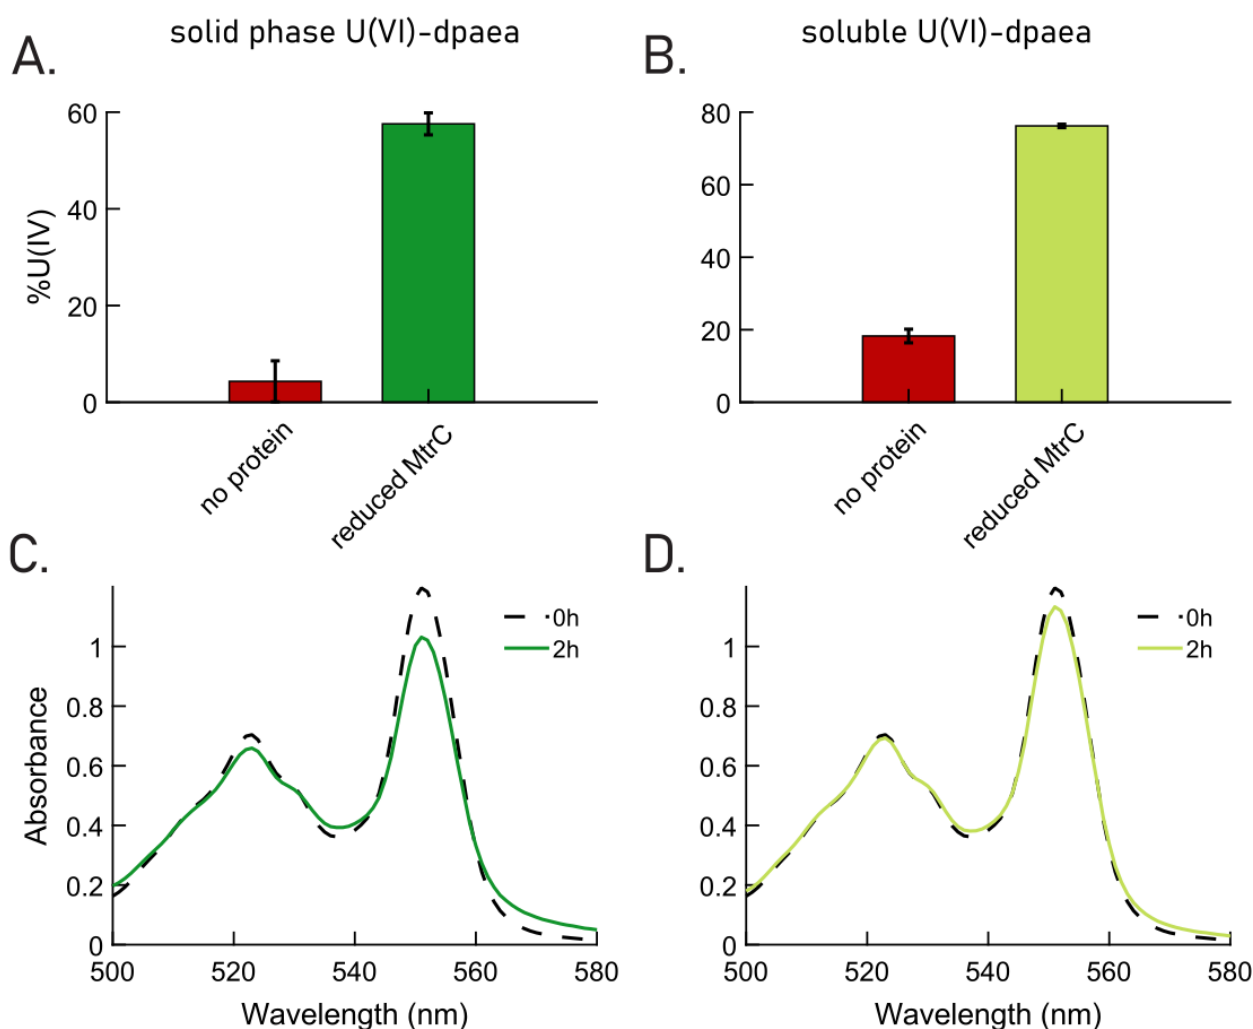 solid phase U(VI)-dpaea
soluble U(VI)-dpaea
A.
B.
%U(IV)
60
40
20
0
no protein
reduced MtrC
80
60
40
20
0
no protein
reduced MtrC
C.
D.
Absorbance
1
0.8
0.6
0.4
0.2
0
0h
2h
500
520
540
560
580
Wavelength (nm)
1
0.8
0.6
0.4
0.2
0
0h
2h
500
520
540
560
580
Wavelength (nm)